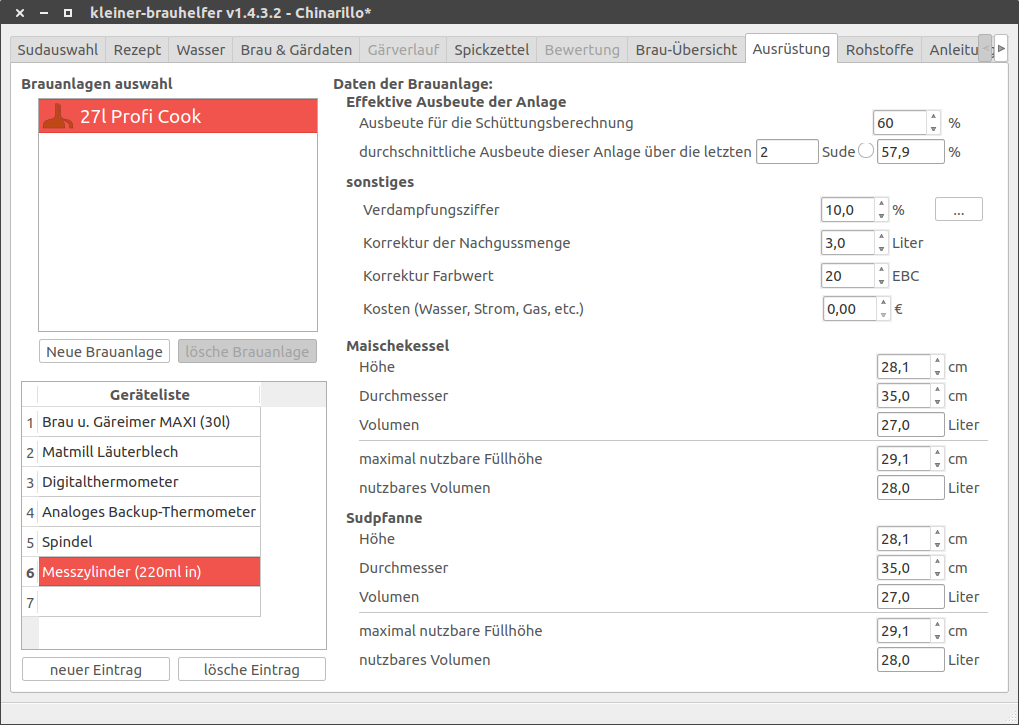 kleiner-brauhelfer v1.4.3.2 - Chinarillo*
Sudauswahl Rezept Wasser Brau & Gärdaten Gärverlauf Spickzettel Bewertung Brau-Übersicht Ausrüstung Rohstoffe Anleitung
Brauanlagen auswahl
27l Profi Cook
Neue Brauanlage lösche Brauanlage
Geräteliste
1 Brau u. Gäreimer MAXI (30l)
2 Matmill Läuterblech
3 Digitalthermometer
4 Analoges Backup-Thermometer
5 Spindel
6 Messzylinder (220ml in)
7
neuer Eintrag lösche Eintrag
Daten der Brauanlage:
Effektive Ausbeute der Anlage
Ausbeute für die Schüttungsberechnung 60 %
durchschnittliche Ausbeute dieser Anlage über die letzten 2 Sude 57,9 %
sonstiges
Verdampfungsziffer 10,0 % ...
Korrektur der Nachgussmenge 3,0 Liter
Korrektur Farbwert 20 EBC
Kosten (Wasser, Strom, Gas, etc.) 0,00 €
Maischekessel
Höhe 28,1 cm
Durchmesser 35,0 cm
Volumen 27,0 Liter
maximal nutzbare Füllhöhe 29,1 cm
nutzbares Volumen 28,0 Liter
Sudpfanne
Höhe 28,1 cm
Durchmesser 35,0 cm
Volumen 27,0 Liter
maximal nutzbare Füllhöhe 29,1 cm
nutzbares Volumen 28,0 Liter